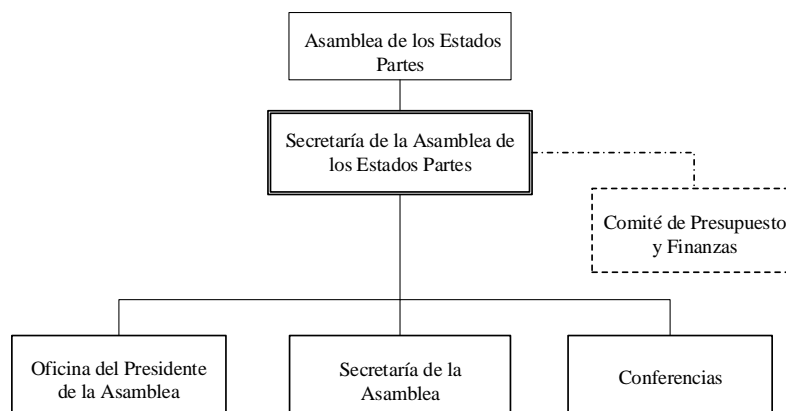 Asamblea de los Estados
Partes
Secretaría de la Asamblea de
los Estados Partes
Comité de Presupuesto
y Finanzas
Oficina del Presidente
de la Asamblea
Secretaría de la
Asamblea
Conferencias